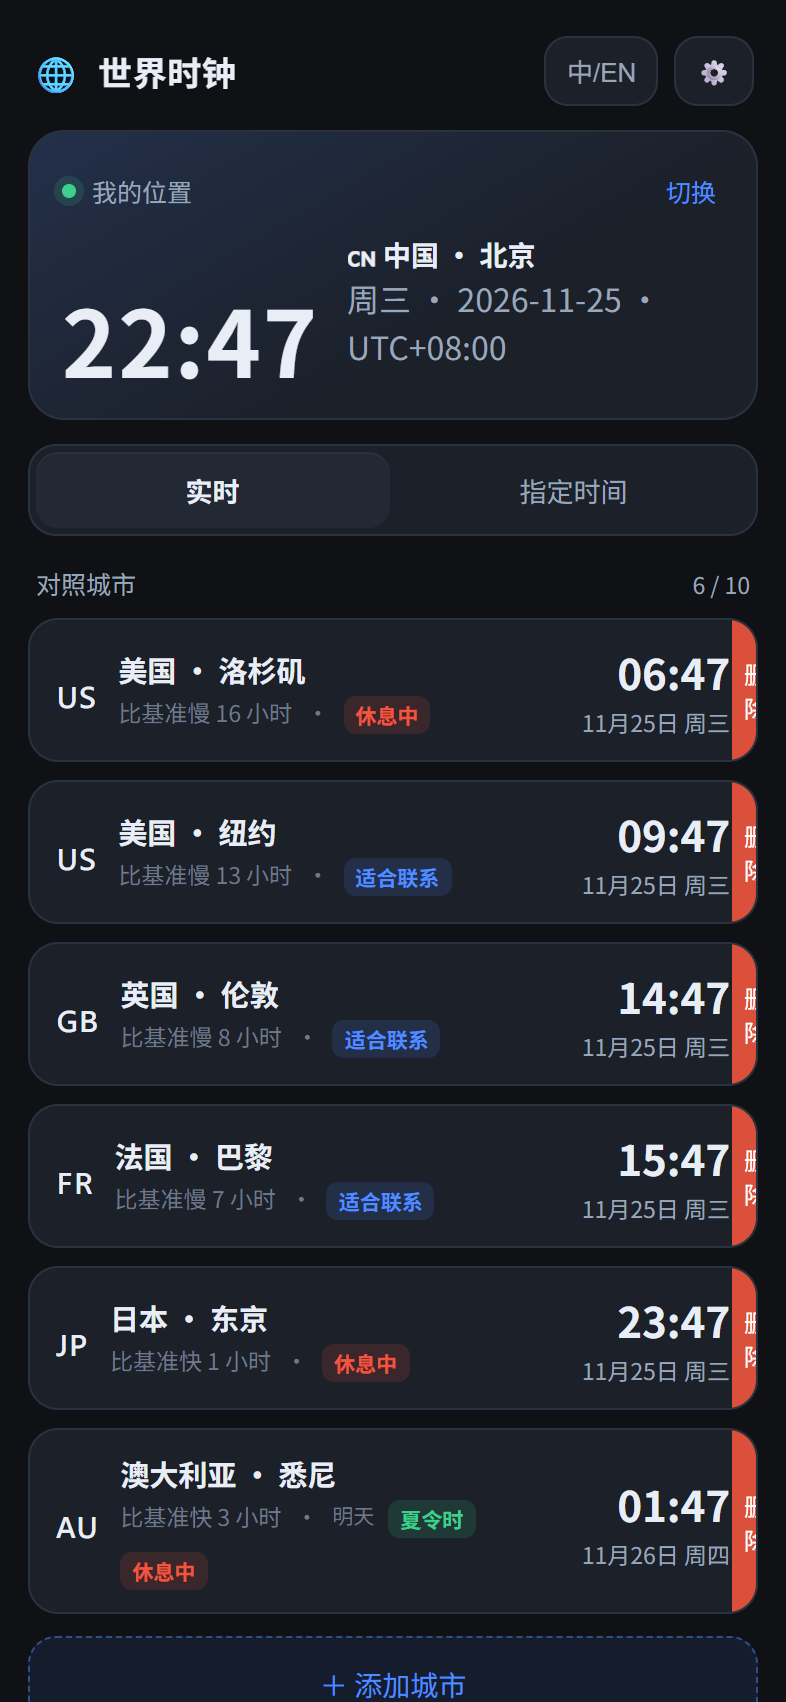 世界时钟
中/EN
我的位置
切换
CN 中国 · 北京
周三 · 2026-11-25 ·
UTC+08:00
22:47
实时
指定时间
对照城市
6 / 10
US
美国 · 洛杉矶
比基准慢 16 小时 · 休息中
06:47
11月25日 周三
US
美国 · 纽约
比基准慢 13 小时 · 适合联系
09:47
11月25日 周三
GB
英国 · 伦敦
比基准慢 8 小时 · 适合联系
14:47
11月25日 周三
FR
法国 · 巴黎
比基准慢 7 小时 · 适合联系
15:47
11月25日 周三
JP
日本 · 东京
比基准快 1 小时 · 休息中
23:47
11月25日 周三
AU
澳大利亚 · 悉尼
比基准快 3 小时 · 明天 夏令时
休息中
01:47
11月26日 周四
+ 添加城市